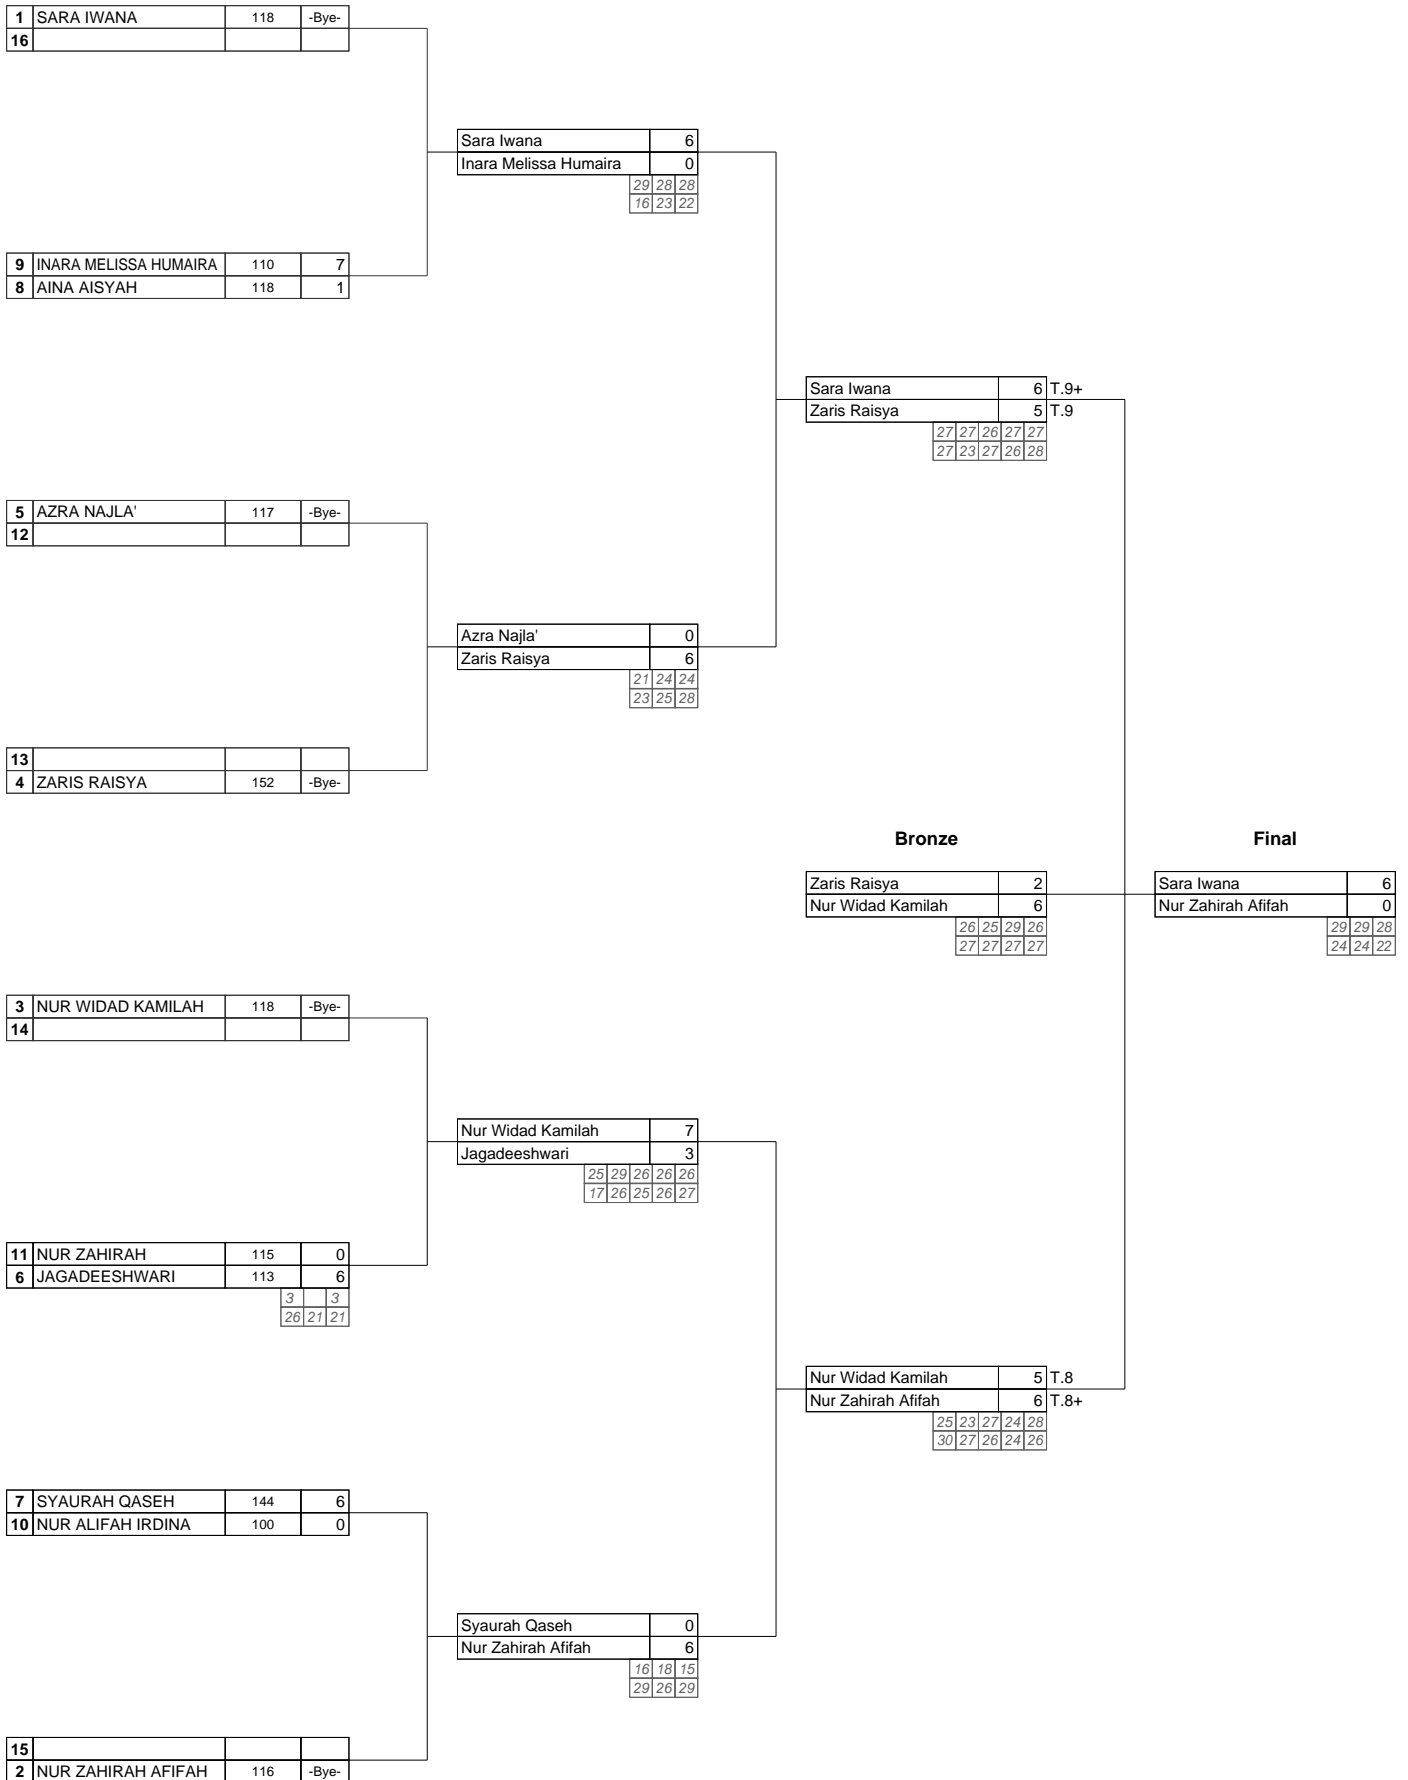 1 SARA IWANA 118 -Bye-
16
Sara Iwana 6
Inara Melissa Humaira 0
29 28 28
16 23 22
9 INARA MELISSA HUMAIRA 110 7
8 AINA AISYAH 118 1
Sara Iwana 6 T.9+
Zaris Raisya 5 T.9
27 27 26 27 27
27 23 27 26 28
5 AZRA NAJLA' 117 -Bye-
12
Azra Najla' 0
Zaris Raisya 6
21 24 24
23 25 28
13
4 ZARIS RAISYA 152 -Bye-
Bronze
Final
Zaris Raisya 2
Nur Widad Kamilah 6
26 25 29 26
27 27 27 27
Sara Iwana 6
Nur Zahirah Afifah 0
29 29 28
24 24 22
3 NUR WIDAD KAMILAH 118 -Bye-
14
Nur Widad Kamilah 7
Jagadeeshwari 3
25 29 26 26 26
17 26 25 26 27
11 NUR ZAHIRAH 115 0
6 JAGADEESHWARI 113 6
3 3
26 21 21
Nur Widad Kamilah 5 T.8
Nur Zahirah Afifah 6 T.8+
25 23 27 24 28
30 27 26 24 26
7 SYAURAH QASEH 144 6
10 NUR ALIFAH IRDINA 100 0
Syaurah Qaseh 0
Nur Zahirah Afifah 6
16 18 15
29 26 29
15
2 NUR ZAHIRAH AFIFAH 116 -Bye-